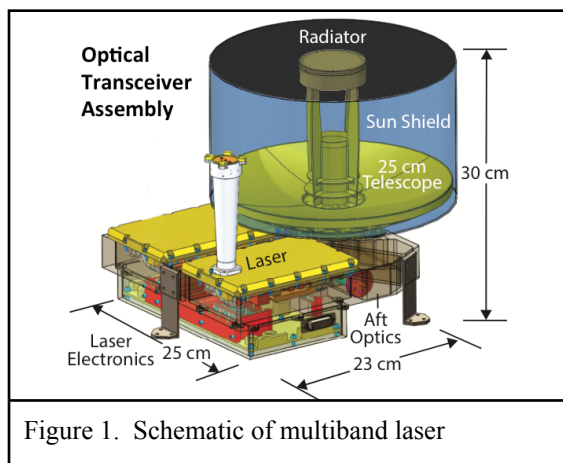 Optical
Transceiver
Assembly
Radiator
Sun Shield
25 cm
Telescope
30 cm
Laser
Laser
Electronics
25 cm
Aft
Optics
23 cm
Figure 1.  Schematic of multiband laser